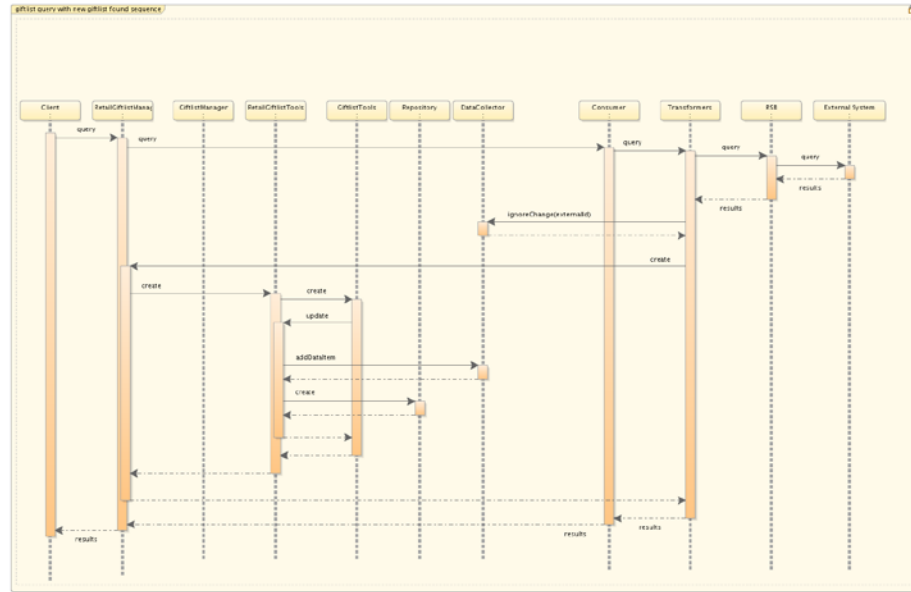 giftlist query with new giftlist found sequence
Client
RetailGiftlistManag
GiftlistManager
RetailGiftlistTools
GiftlistTools
Repository
DataCollector
Consumer
Transformers
ESB
External System
query
query
query
query
query
results
results
ignoreChange(externalId)
create
create
create
update
addDataItem
create
results
results
results